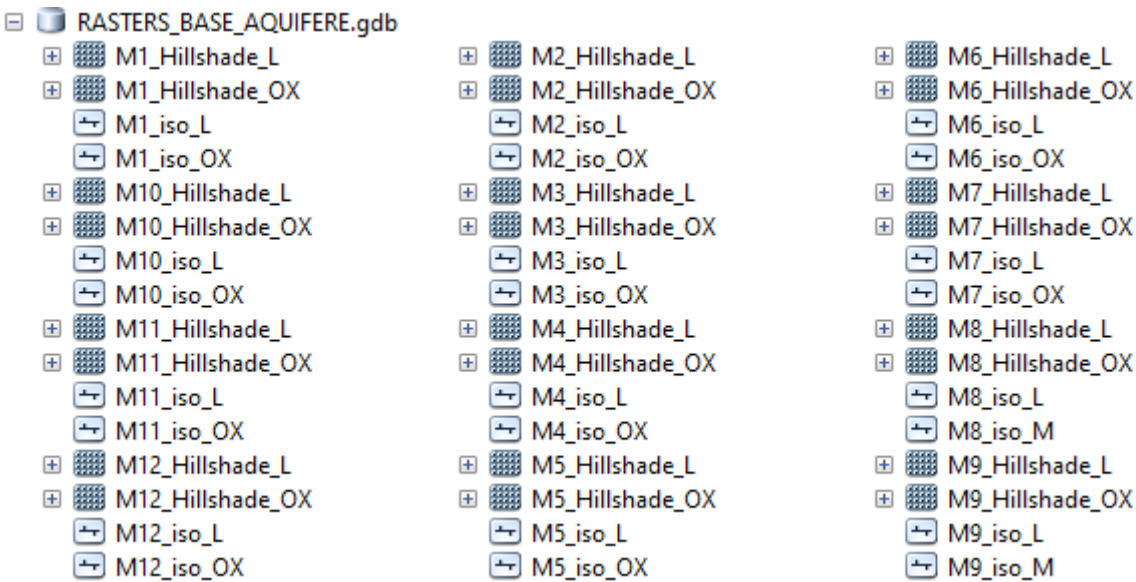 RASTERS_BASE_AQUIFERE.gdb
M1_Hillshade_L
M1_Hillshade_OX
M1_iso_L
M1_iso_OX
M10_Hillshade_L
M10_Hillshade_OX
M10_iso_L
M10_iso_OX
M11_Hillshade_L
M11_Hillshade_OX
M11_iso_L
M11_iso_OX
M12_Hillshade_L
M12_Hillshade_OX
M12_iso_L
M12_iso_OX
M2_Hillshade_L
M2_Hillshade_OX
M2_iso_L
M2_iso_OX
M3_Hillshade_L
M3_Hillshade_OX
M3_iso_L
M3_iso_OX
M4_Hillshade_L
M4_Hillshade_OX
M4_iso_L
M4_iso_OX
M5_Hillshade_L
M5_Hillshade_OX
M5_iso_L
M5_iso_OX
M6_Hillshade_L
M6_Hillshade_OX
M6_iso_L
M6_iso_OX
M7_Hillshade_L
M7_Hillshade_OX
M7_iso_L
M7_iso_OX
M8_Hillshade_L
M8_Hillshade_OX
M8_iso_L
M8_iso_M
M9_Hillshade_L
M9_Hillshade_OX
M9_iso_L
M9_iso_M